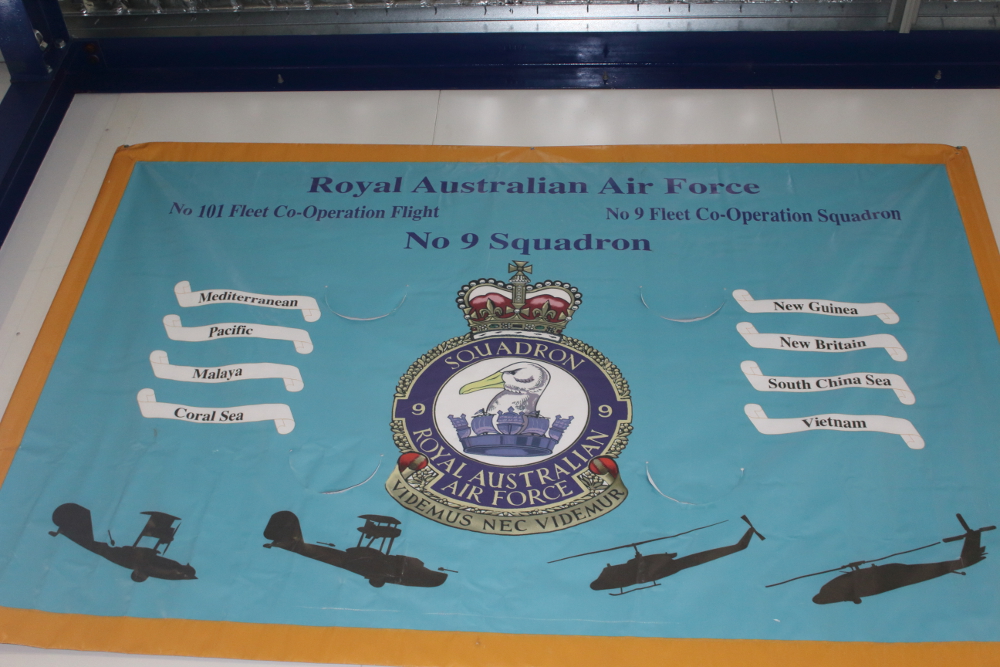 Royal Australian Air Force
No 101 Fleet Co-Operation Flight
No 9 Fleet Co-Operation Squadron
No 9 Squadron
Mediterranean
Pacific
Malaya
Coral Sea
New Guinea
New Britain
South China Sea
Vietnam
SQUADRON
9 9
ROYAL AUSTRALIAN
AIR FORCE
VIDEMUS NEC VIDEMUR